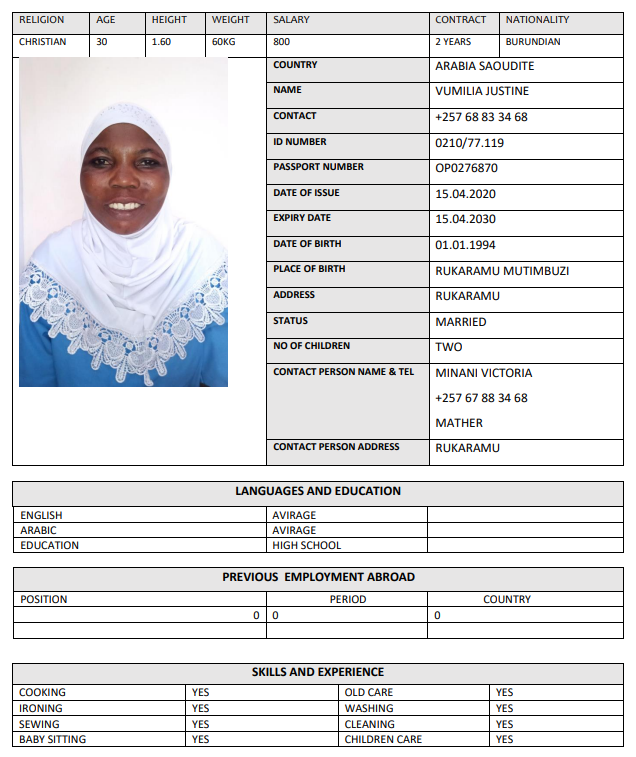 RELIGION AGE HEIGHT WEIGHT SALARY CONTRACT NATIONALITY
CHRISTIAN 30 1.60 60KG 800 2 YEARS BURUNDIAN
COUNTRY ARABIA SAOUDITE
NAME VUMILIA JUSTINE
CONTACT +257 68 83 34 68
ID NUMBER 0210/77.119
PASSPORT NUMBER OP0276870
DATE OF ISSUE 15.04.2020
EXPIRY DATE 15.04.2030
DATE OF BIRTH 01.01.1994
PLACE OF BIRTH RUKARAMU MUTIMBUZI
ADDRESS RUKARAMU
STATUS MARRIED
NO OF CHILDREN TWO
CONTACT PERSON NAME & TEL MINANI VICTORIA
+257 67 88 34 68
MATHER
CONTACT PERSON ADDRESS RUKARAMU
LANGUAGES AND EDUCATION
ENGLISH AVIRAGE
ARABIC AVIRAGE
EDUCATION HIGH SCHOOL
PREVIOUS EMPLOYMENT ABROAD
POSITION PERIOD COUNTRY
0 0 0
SKILLS AND EXPERIENCE
COOKING YES OLD CARE YES
IRONING YES WASHING YES
SEWING YES CLEANING YES
BABY SITTING YES CHILDREN CARE YES